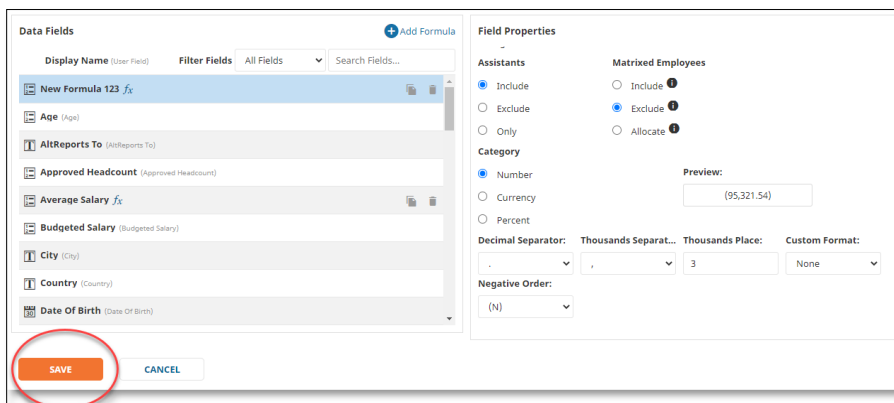 Data Fields
Add Formula
Display Name (User Field) Filter Fields All Fields Search Fields...
New Formula 123 fx
Age (Age)
AltReports To (AltReports To)
Approved Headcount (Approved Headcount)
Average Salary fx
Budgeted Salary (Budgeted Salary)
City (City)
Country (Country)
30 Date Of Birth (Date Of Birth)
SAVE CANCEL
Field Properties
Assistants Matrixed Employees
Include Include
Exclude Exclude
Only Allocate
Category
Number Preview:
Currency (95,321.54)
Percent
Decimal Separator: Thousands Separat... Thousands Place: Custom Format:
. , 3 None
Negative Order:
(N)